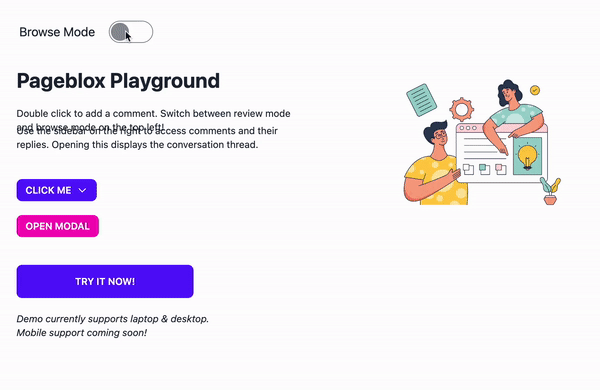 Browse Mode
Pageblox Playground
Double click to add a comment. Switch between review mode
and browse mode on the top left!
Use the sidebar on the right to access comments and their
replies. Opening this displays the conversation thread.
CLICK ME
OPEN MODAL
TRY IT NOW!
Demo currently supports laptop & desktop.
Mobile support coming soon!